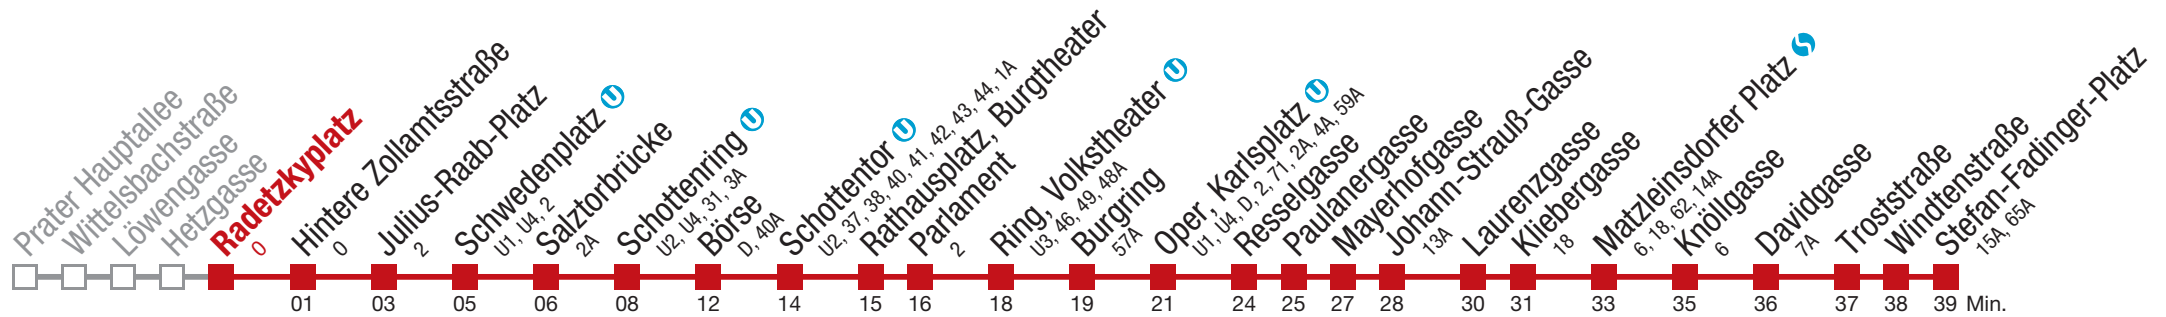 Prater Hauptallee
Wittelsbachstraße
Löwengasse
Hetzgasse
Radetzkyplatz
O
Hintere Zollamtsstraße
O
Julius-Raab-Platz
2
Schwedenplatz
U1, U4, 2
Salztorbrücke
2A
Schottenring
U2, U4, 31, 3A
Börse
D, 40A
Schottentor
U2, 37, 38, 40, 41, 42, 43, 44, 1A
Rathausplatz, Burgtheater
Parlament
2
Ring, Volkstheater
U3, 46, 49, 48A
Burgring
57A
Oper, Karlsplatz
U1, U4, D, 2, 71, 2A, 4A, 59A
Resselgasse
Paulanergasse
Mayerhofgasse
Johann-Strauß-Gasse
13A
Laurenzgasse
Kliebergasse
18
Matzleinsdorfer Platz
6, 18, 62, 14A
Knöllgasse
6
Davidgasse
7A
Troststraße
Windtenstraße
Stefan-Fadinger-Platz
15A, 65A
01 03 05 06 08 12 14 15 16 18 19 21 24 25 27 28 30 31 33 35 36 37 38 39 Min.